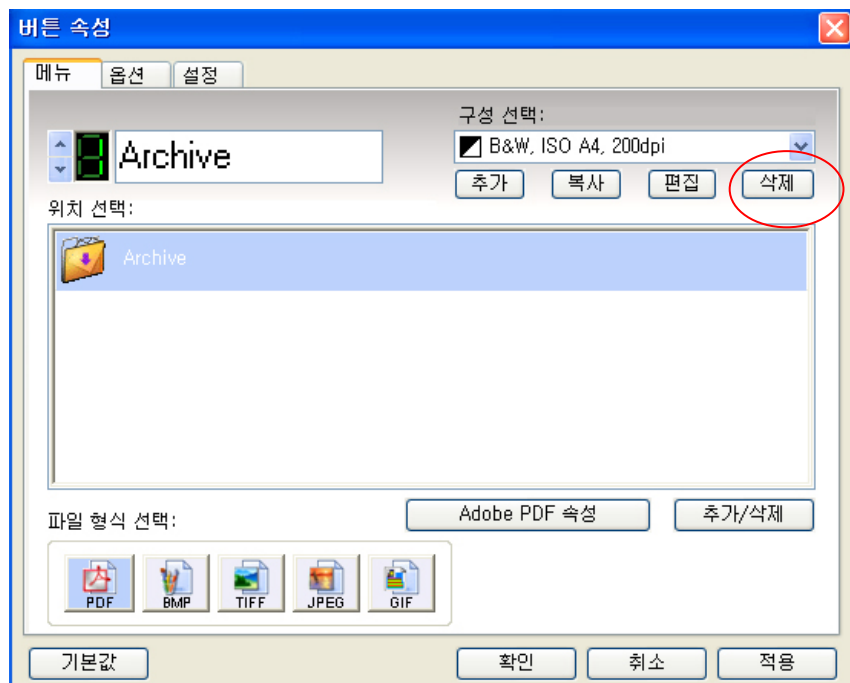 버튼 속성
메뉴 옵션 설정
구성 선택:
Archive
B&W, ISO A4, 200dpi
추가 복사 편집 삭제
위치 선택:
Archive
파일 형식 선택:
Adobe PDF 속성 추가/삭제
PDF BMP TIFF JPEG GIF
기본값 확인 취소 적용